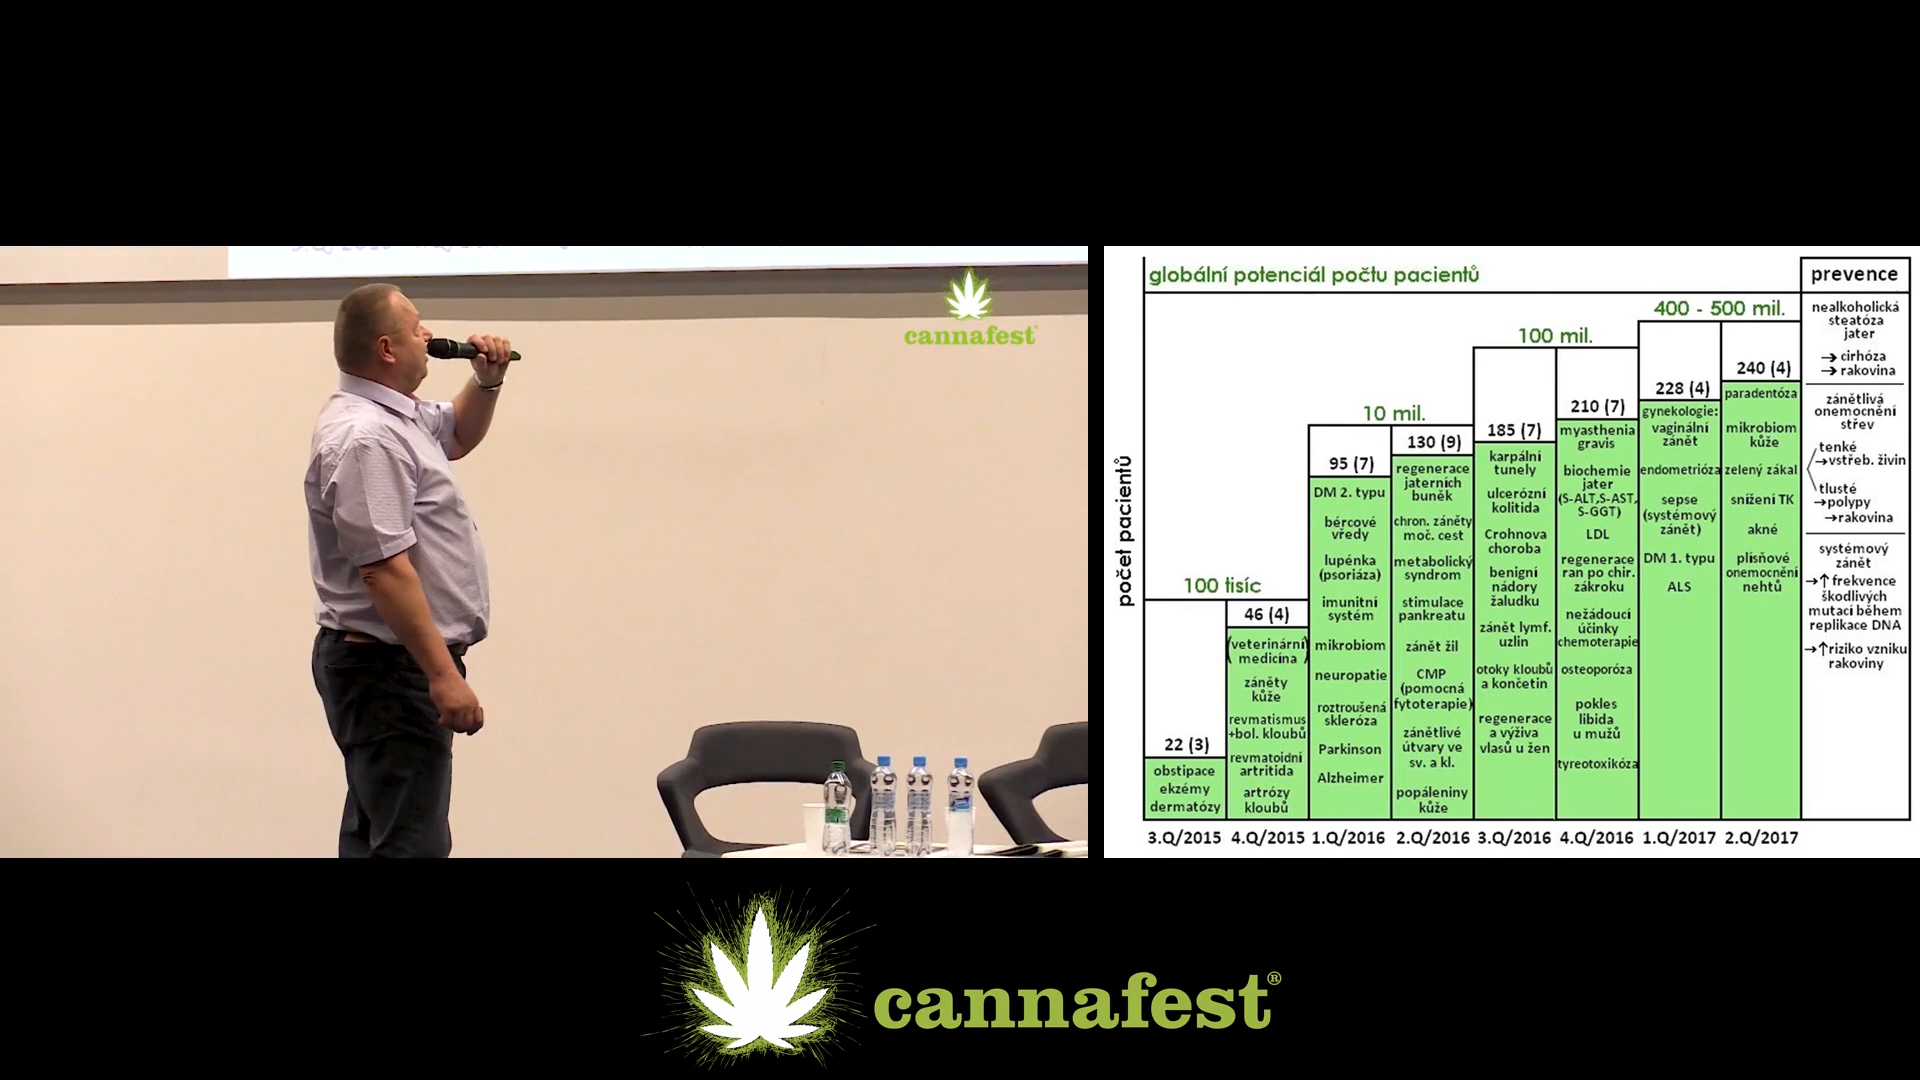 cannafest
globální potenciál počtu pacientů
prevence
počet pacientů
100 tisíc
10 mil.
100 mil.
400 - 500 mil.
22 (3)
obstipace
ekzémy
dermatózy
3.Q/2015
46 (4)
(veterinární
medicína)
záněty
kůže
revmatismus
+bol. kloubů
revmatoidní
artritida
artrózy
kloubů
4.Q/2015
95 (7)
DM 2. typu
bércové
vředy
lupénka
(psoriáza)
imunitní
systém
mikrobiom
neuropatie
roztroušená
skleróza
Parkinson
Alzheimer
1.Q/2016
130 (9)
regenerace
jaterních
buněk
chron. záněty
moč. cest
metabolický
syndrom
stimulace
pankreatu
zánět žil
CMP
(pomocná
fytoterapie)
zánětlivé
útvary ve
sv. a kl.
popáleniny
kůže
2.Q/2016
185 (7)
karpální
tunely
ulcerózní
kolitida
Crohnova
choroba
benigní
nádory
žaludku
zánět lymf.
uzlin
otoky kloubů
a končetin
regenerace
a výživa
vlasů u žen
3.Q/2016
210 (7)
myasthenia
gravis
biochemie
jater
(S-ALT,S-AST,
S-GGT)
LDL
regenerace
ran po chir.
zákroku
nežádoucí
účinky
chemoterapie
osteoporóza
pokles
libida
u mužů
tyreotoxikóza
4.Q/2016
228 (4)
gynekologie:
vaginální
zánět
endometrióza
sepse
(systémový
zánět)
DM 1. typu
ALS
1.Q/2017
240 (4)
paradentóza
mikrobiom
kůže
zelený zákal
snížení TK
akné
plísňové
onemocnění
nehtů
2.Q/2017
nealkoholická
steatóza
jater
→ cirhóza
→ rakovina
zánětlivá
onemocnění
střev
tenké
→vstřeb. živin
tlusté
→polypy
→rakovina
systémový
zánět
→↑ frekvence
škodlivých
mutací během
replikace DNA
→↑riziko vzniku
rakoviny
cannafest®